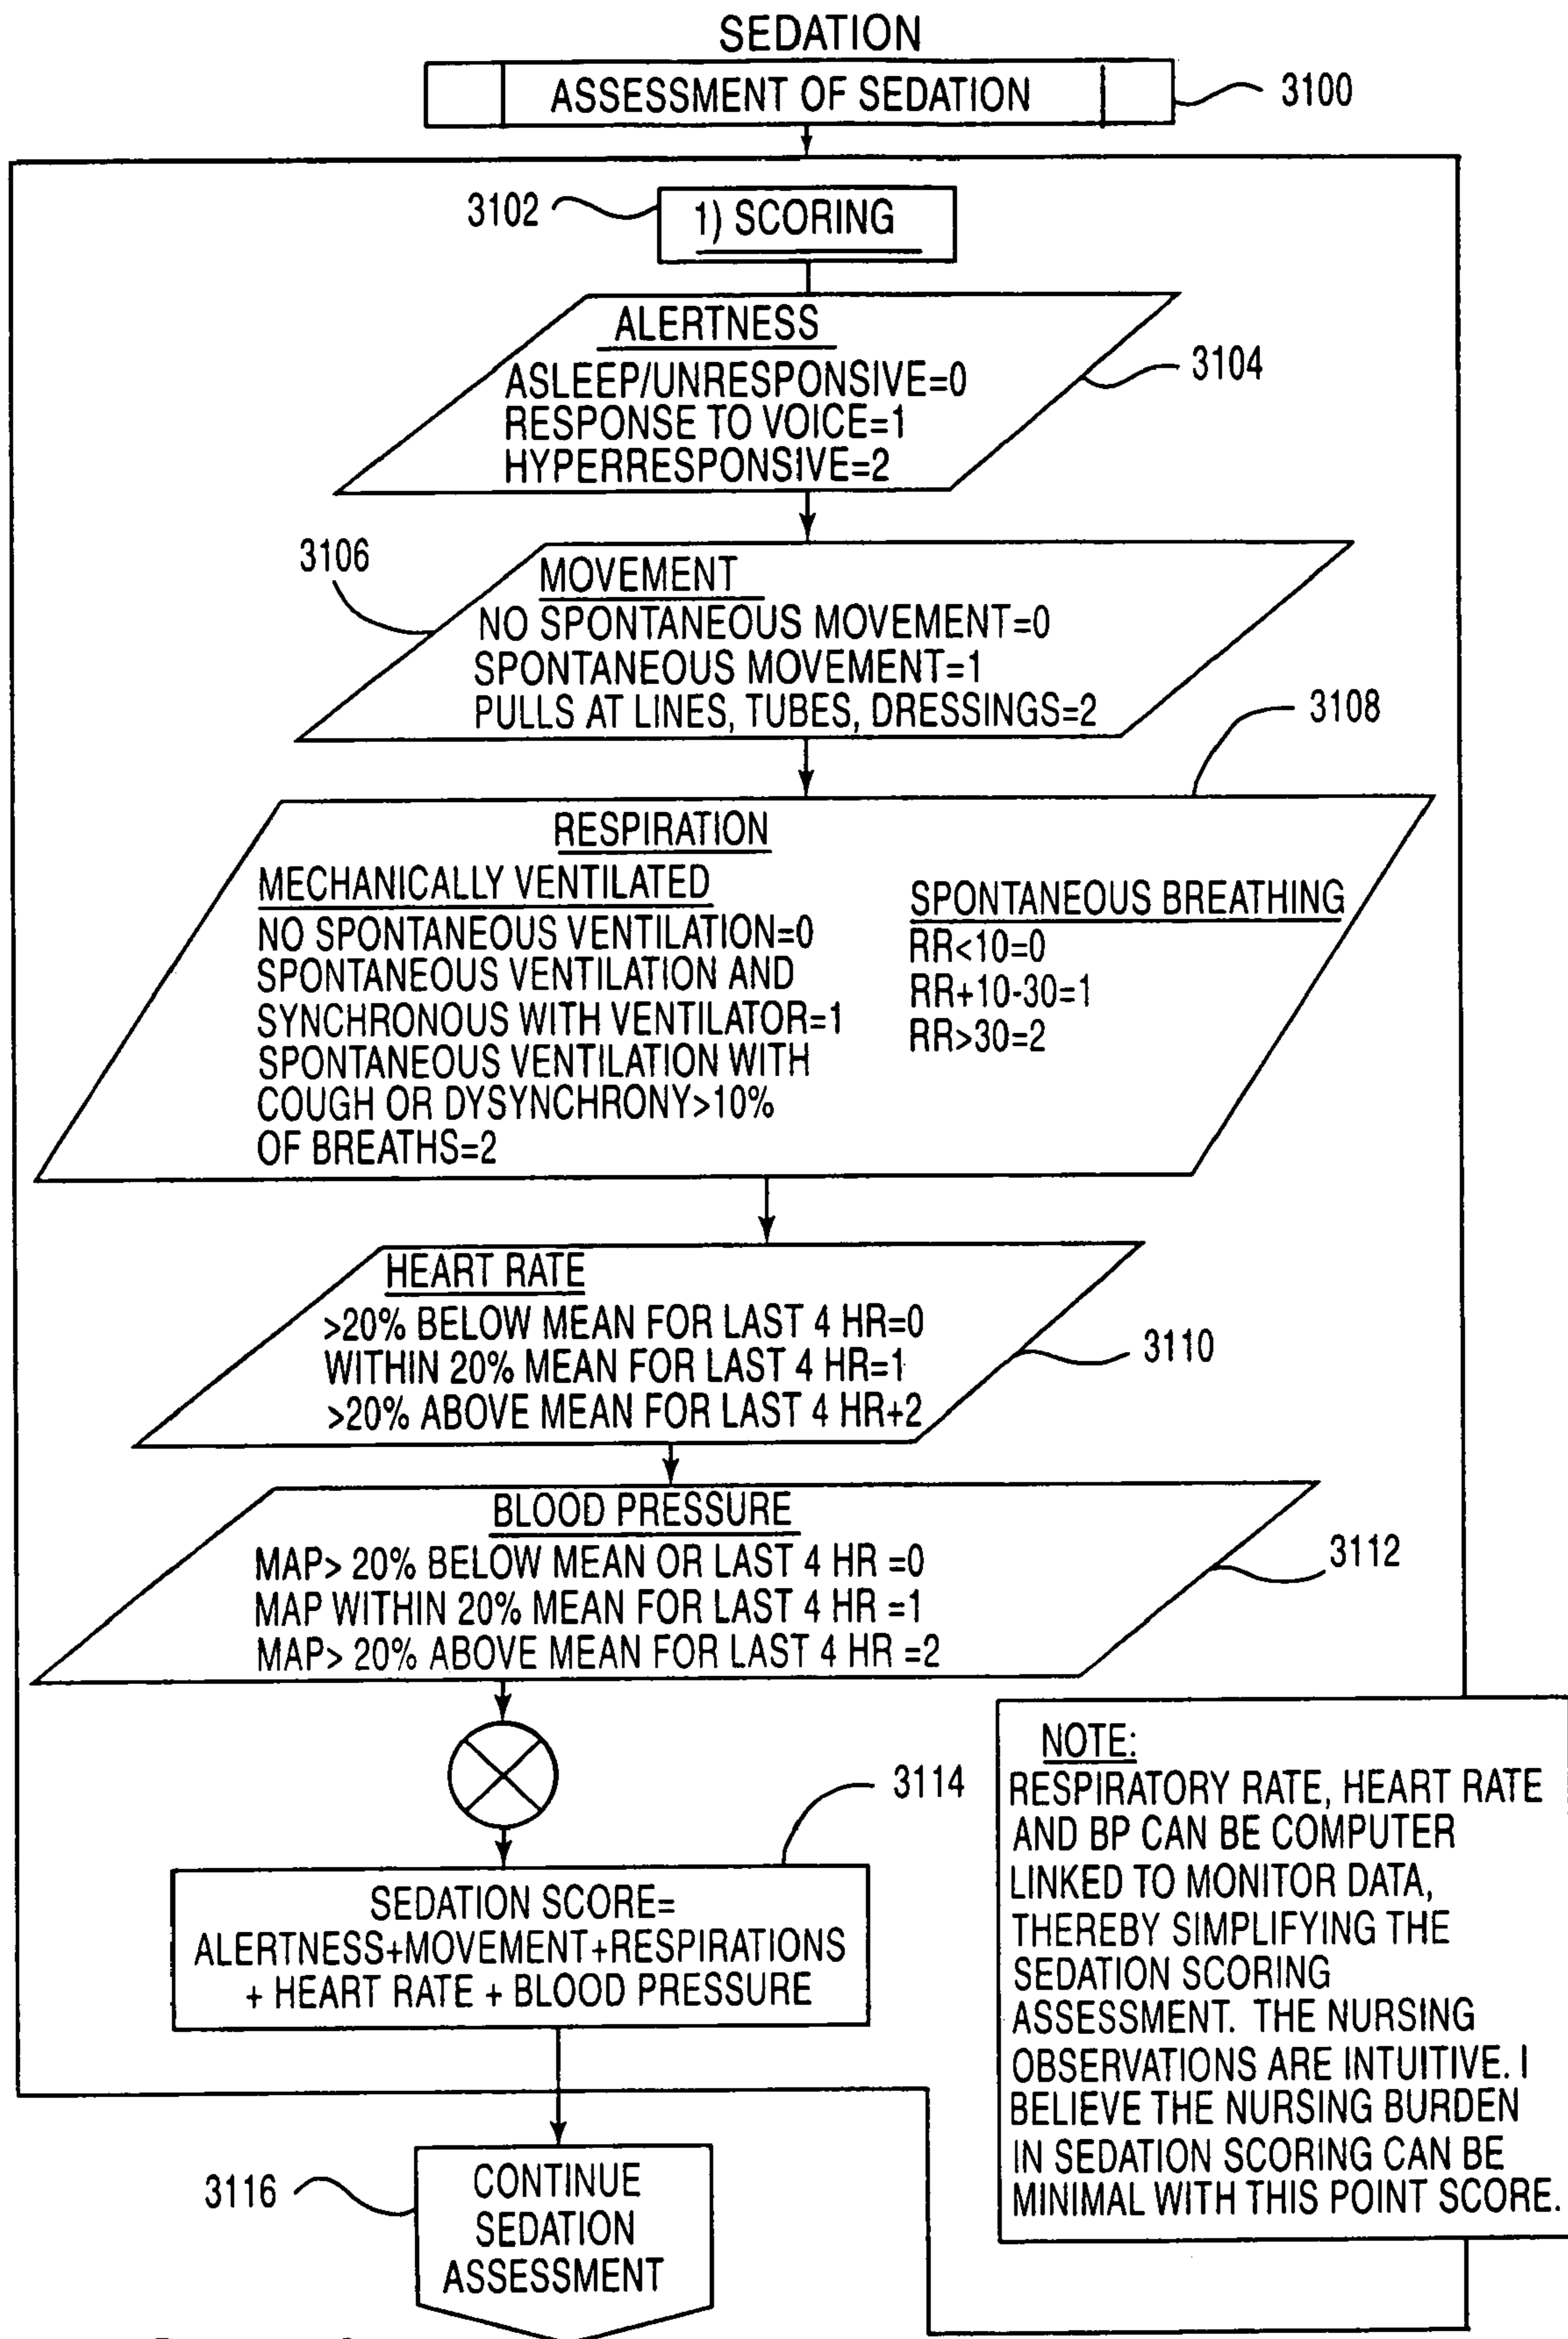 SEDATION
ASSESSMENT OF SEDATION
3100
3102
1) SCORING
ALERTNESS
ASLEEP/UNRESPONSIVE=0
RESPONSE TO VOICE=1
HYPERRESPONSIVE=2
3104
3106
MOVEMENT
NO SPONTANEOUS MOVEMENT=0
SPONTANEOUS MOVEMENT=1
PULLS AT LINES, TUBES, DRESSINGS=2
3108
RESPIRATION
MECHANICALLY VENTILATED
NO SPONTANEOUS VENTILATION=0
SPONTANEOUS VENTILATION AND
SYNCHRONOUS WITH VENTILATOR=1
SPONTANEOUS VENTILATION WITH
COUGH OR DYSYNCHRONY>10%
OF BREATHS=2
SPONTANEOUS BREATHING
RR<10=0
RR+10-30=1
RR>30=2
HEART RATE
>20% BELOW MEAN FOR LAST 4 HR=0
WITHIN 20% MEAN FOR LAST 4 HR=1
>20% ABOVE MEAN FOR LAST 4 HR+2
3110
BLOOD PRESSURE
MAP> 20% BELOW MEAN OR LAST 4 HR =0
MAP WITHIN 20% MEAN FOR LAST 4 HR =1
MAP> 20% ABOVE MEAN FOR LAST 4 HR =2
3112
3114
SEDATION SCORE=
ALERTNESS+MOVEMENT+RESPIRATIONS
+ HEART RATE + BLOOD PRESSURE
NOTE:
RESPIRATORY RATE, HEART RATE
AND BP CAN BE COMPUTER
LINKED TO MONITOR DATA,
THEREBY SIMPLIFYING THE
SEDATION SCORING
ASSESSMENT. THE NURSING
OBSERVATIONS ARE INTUITIVE. I
BELIEVE THE NURSING BURDEN
IN SEDATION SCORING CAN BE
MINIMAL WITH THIS POINT SCORE.
3116
CONTINUE
SEDATION
ASSESSMENT